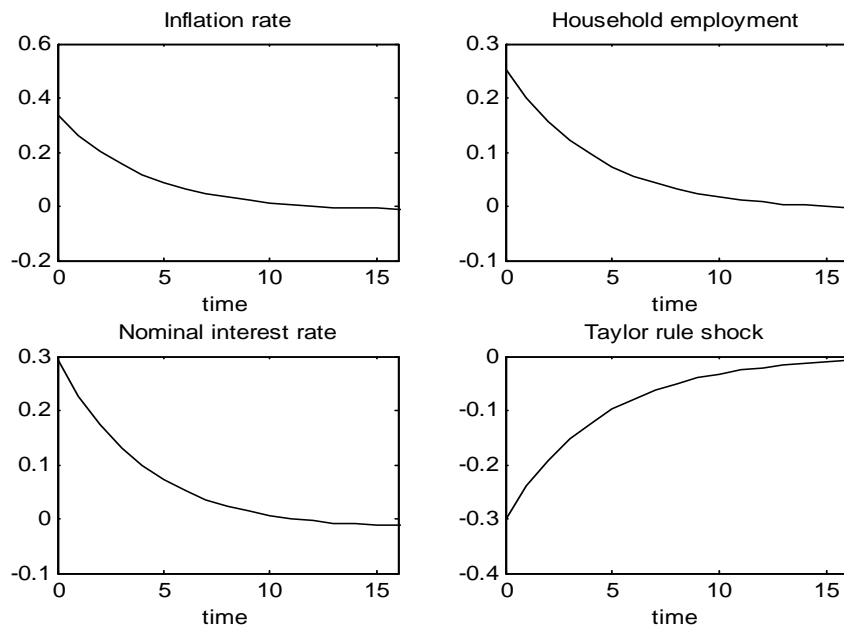 Inflation rate
0.6
0.4
0.2
0
-0.2
0 5 10 15
time
Household employment
0.3
0.2
0.1
0
-0.1
0 5 10 15
time
Nominal interest rate
0.3
0.2
0.1
0
-0.1
0 5 10 15
time
Taylor rule shock
0
-0.1
-0.2
-0.3
-0.4
0 5 10 15
time